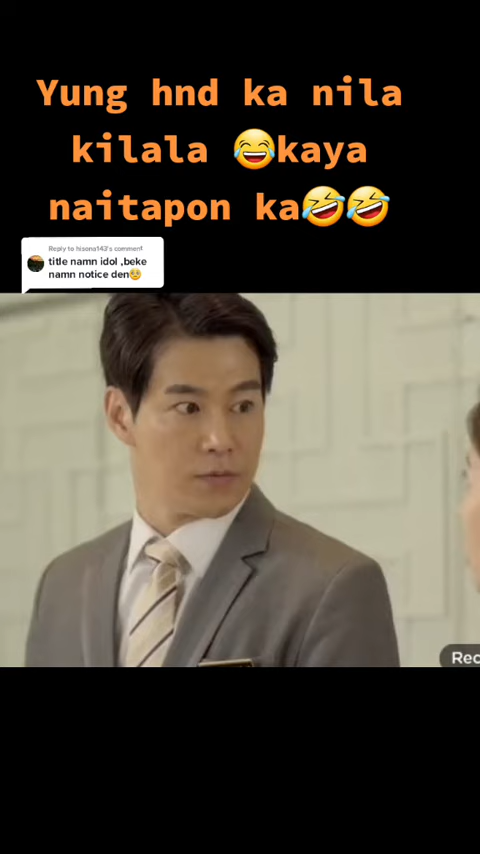 Yung hnd ka nila
kilala 😂kaya
naitapon ka🤣🤣
Reply to hisona143's comment
title namn idol ,beke
namn notice den🥺
Rec